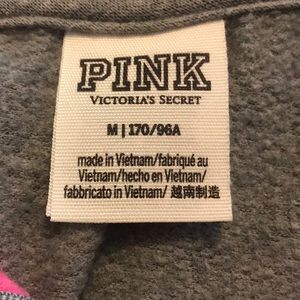 PINK
VICTORIA'S SECRET
M | 170/96A
made in Vietnam/fabriqué au
Vietnam/hecho en Vietnam/
fabbricato in Vietnam/ 越南制造